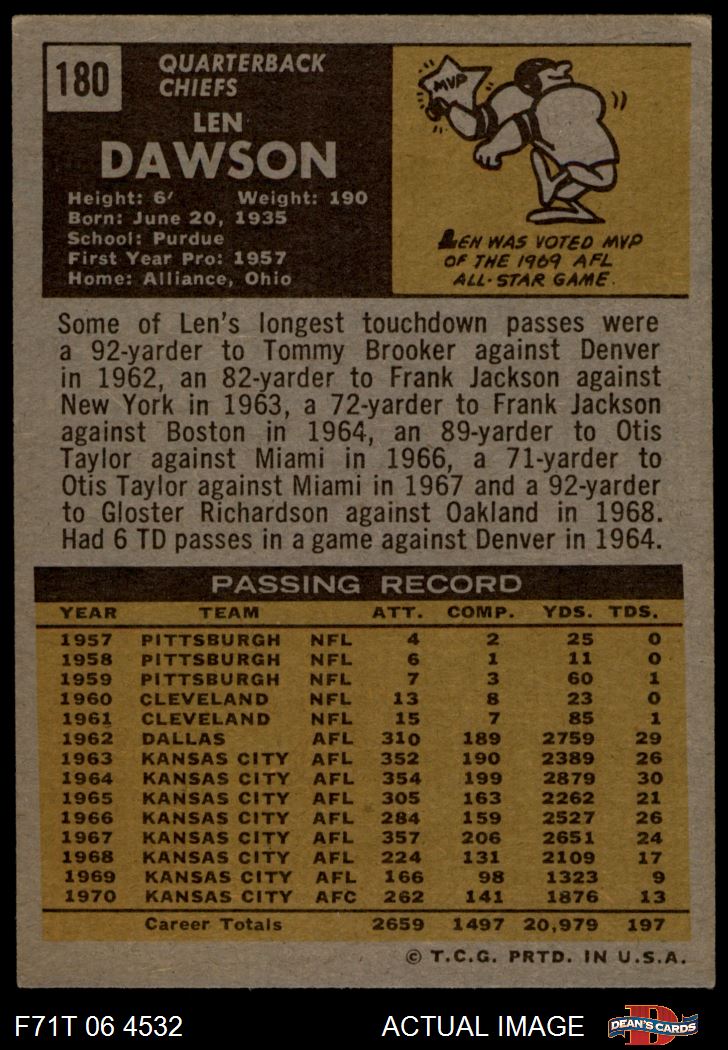 180
QUARTERBACK
CHIEFS
LEN
DAWSON
Height: 6′ Weight: 190
Born: June 20, 1935
School: Purdue
First Year Pro: 1957
Home: Alliance, Ohio
MVP
LEN WAS VOTED MVP
OF THE 1969 AFL
ALL-STAR GAME.
Some of Len's longest touchdown passes were
a 92-yarder to Tommy Brooker against Denver
in 1962, an 82-yarder to Frank Jackson against
New York in 1963, a 72-yarder to Frank Jackson
against Boston in 1964, an 89-yarder to Otis
Taylor against Miami in 1966, a 71-yarder to
Otis Taylor against Miami in 1967 and a 92-yarder
to Gloster Richardson against Oakland in 1968.
Had 6 TD passes in a game against Denver in 1964.
PASSING RECORD
YEAR TEAM ATT. COMP. YDS. TDS.
1957 PITTSBURGH NFL 4 2 25 0
1958 PITTSBURGH NFL 6 1 11 0
1959 PITTSBURGH NFL 7 3 60 1
1960 CLEVELAND NFL 13 8 23 0
1961 CLEVELAND NFL 15 7 85 1
1962 DALLAS AFL 310 189 2759 29
1963 KANSAS CITY AFL 352 190 2389 26
1964 KANSAS CITY AFL 354 199 2879 30
1965 KANSAS CITY AFL 305 163 2262 21
1966 KANSAS CITY AFL 284 159 2527 26
1967 KANSAS CITY AFL 357 206 2651 24
1968 KANSAS CITY AFL 224 131 2109 17
1969 KANSAS CITY AFL 166 98 1323 9
1970 KANSAS CITY AFC 262 141 1876 13
Career Totals 2659 1497 20,979 197
© T.C.G. PRTD. IN U.S.A.
F71T 06 4532 ACTUAL IMAGE D DEAN'S CARDS